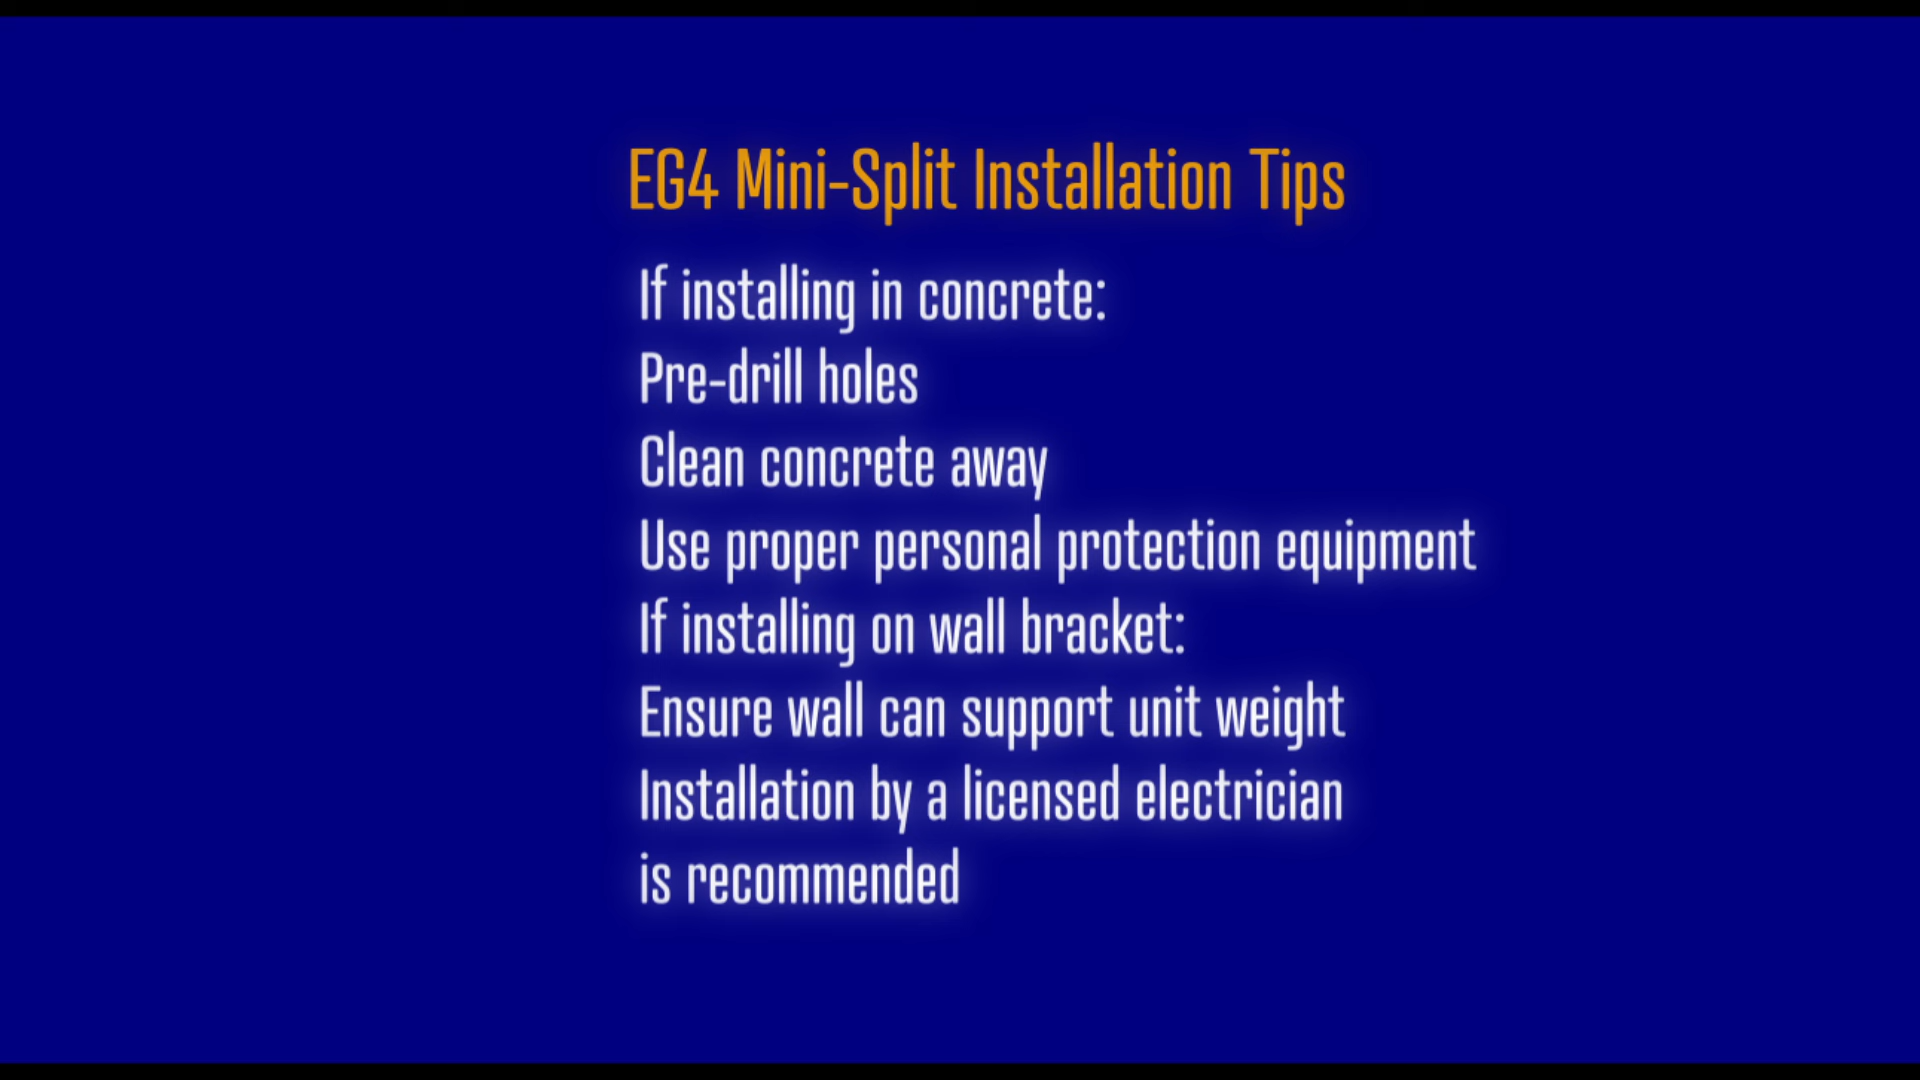 EG4 Mini-Split Installation Tips
If installing in concrete:
Pre-drill holes
Clean concrete away
Use proper personal protection equipment
If installing on wall bracket:
Ensure wall can support unit weight
Installation by a licensed electrician
is recommended